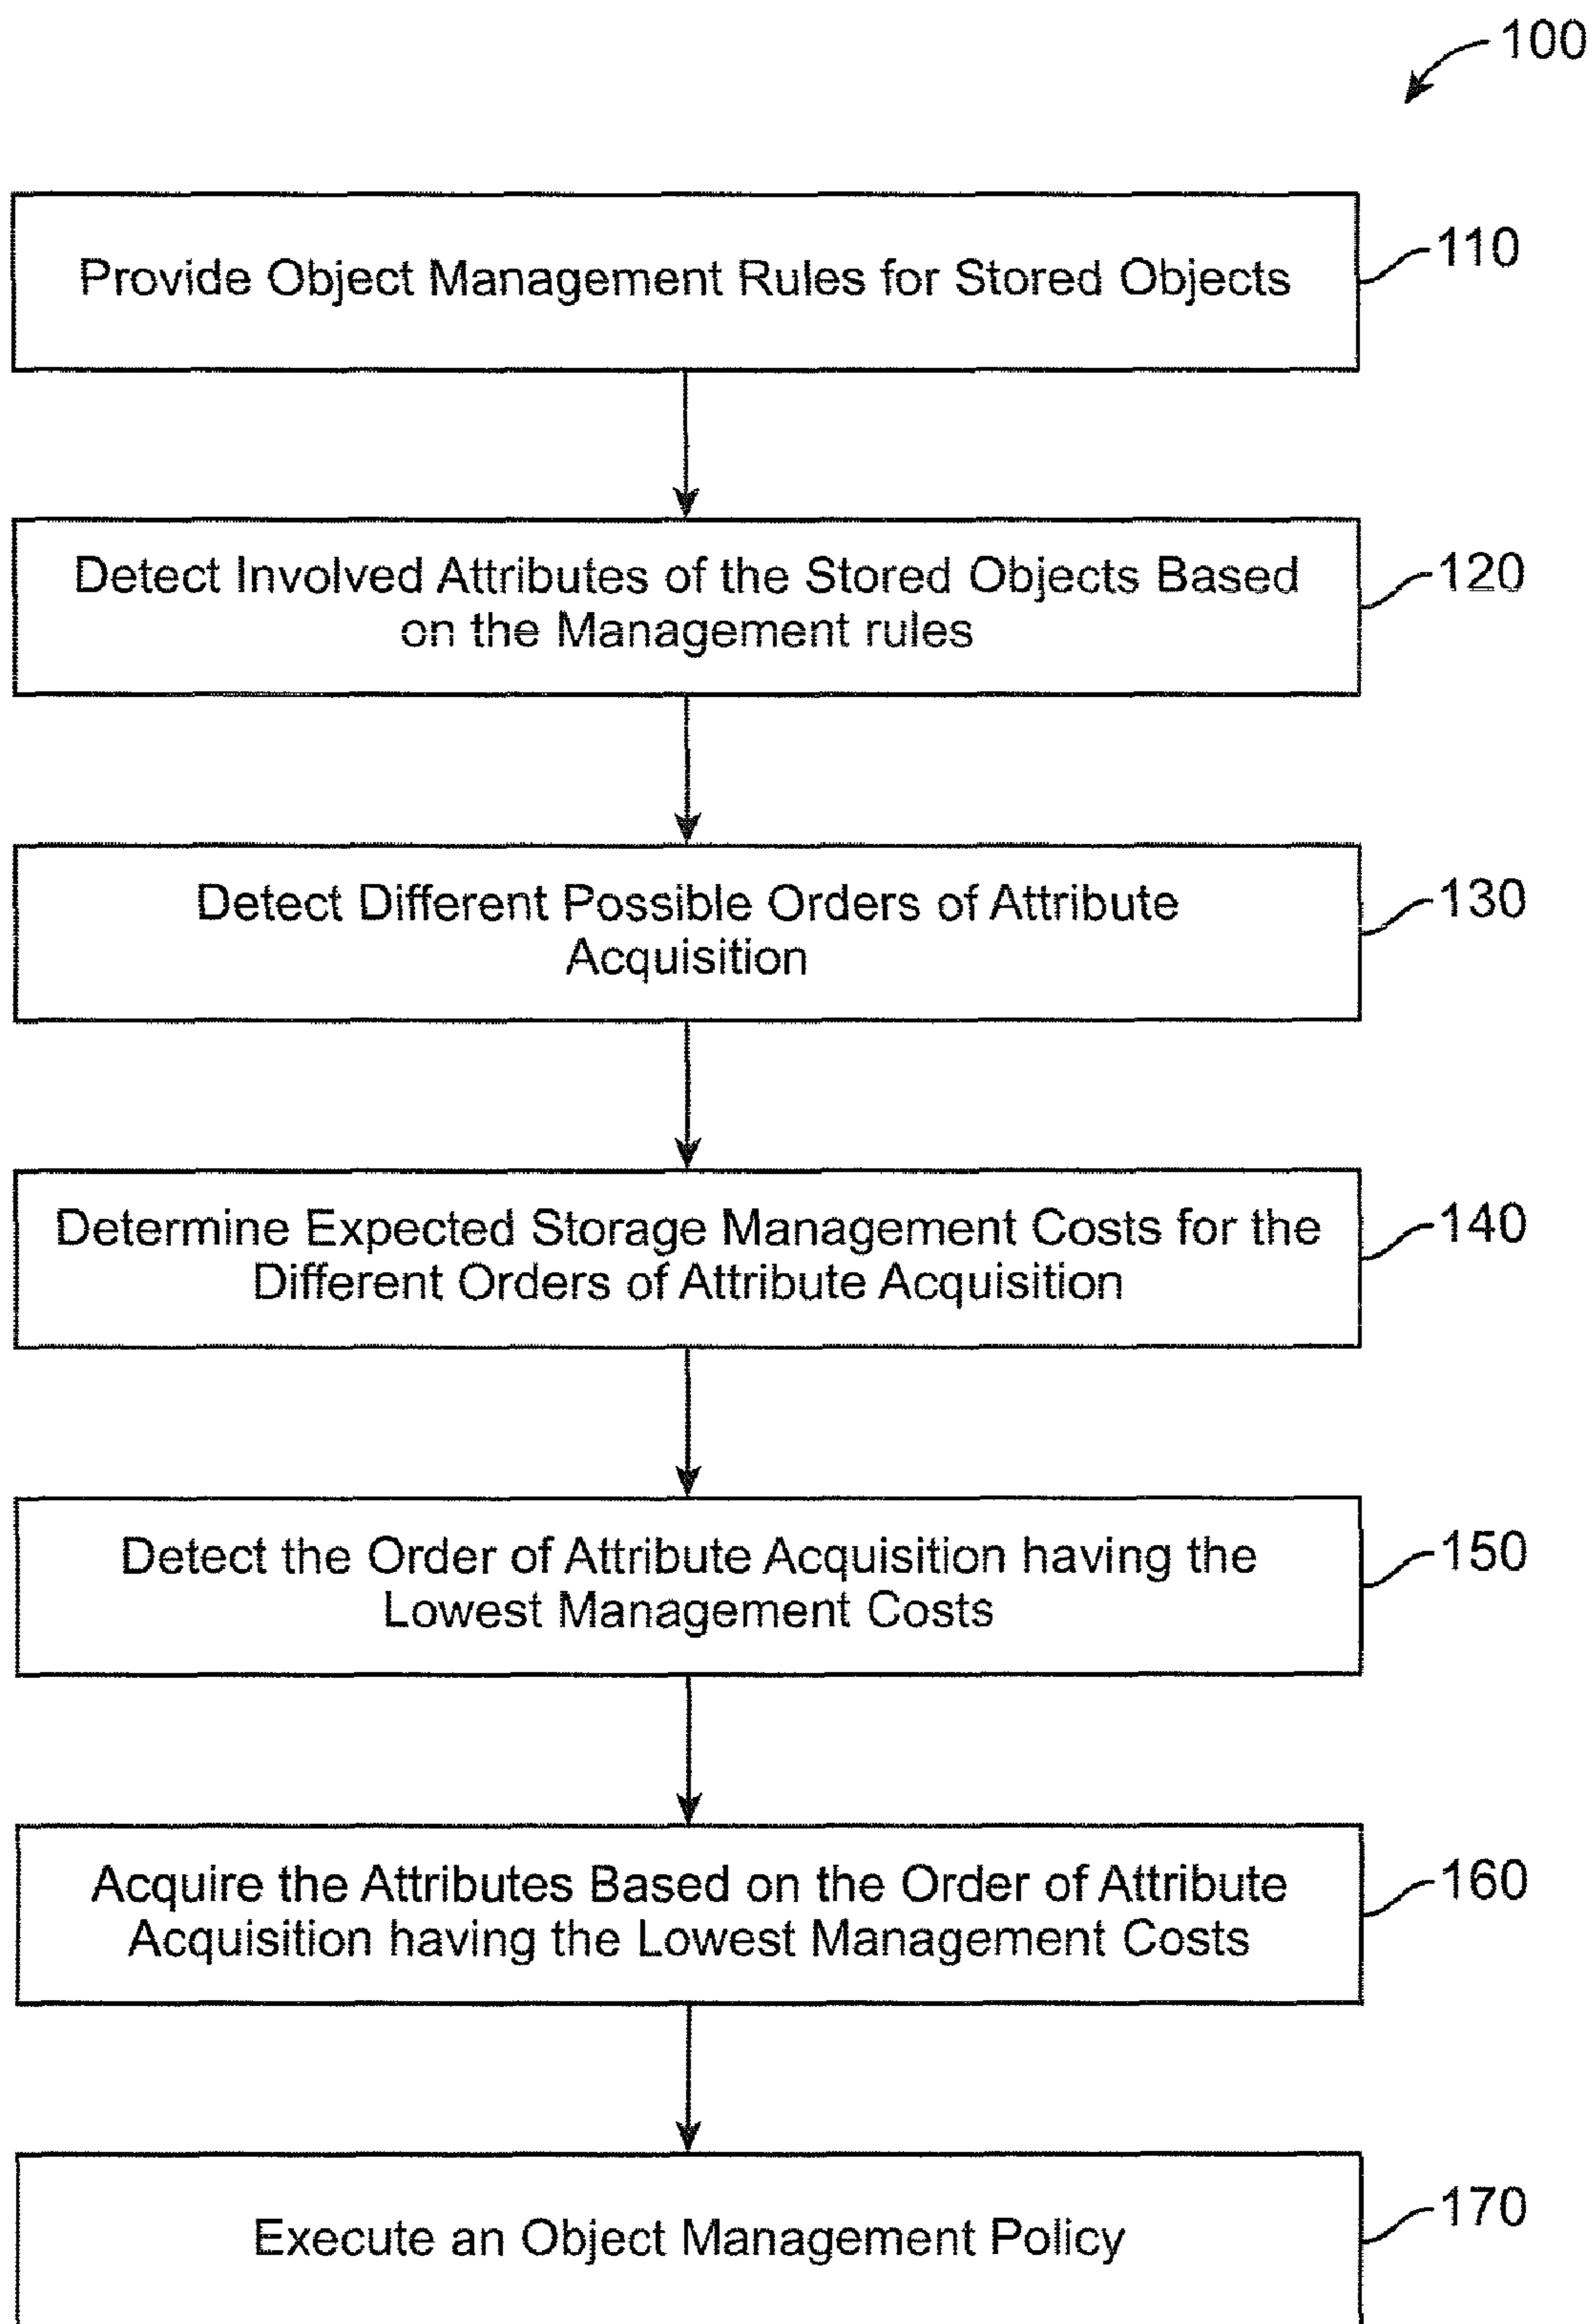 100
Provide Object Management Rules for Stored Objects
110
Detect Involved Attributes of the Stored Objects Based
on the Management rules
120
Detect Different Possible Orders of Attribute
Acquisition
130
Determine Expected Storage Management Costs for the
Different Orders of Attribute Acquisition
140
Detect the Order of Attribute Acquisition having the
Lowest Management Costs
150
Acquire the Attributes Based on the Order of Attribute
Acquisition having the Lowest Management Costs
160
Execute an Object Management Policy
170